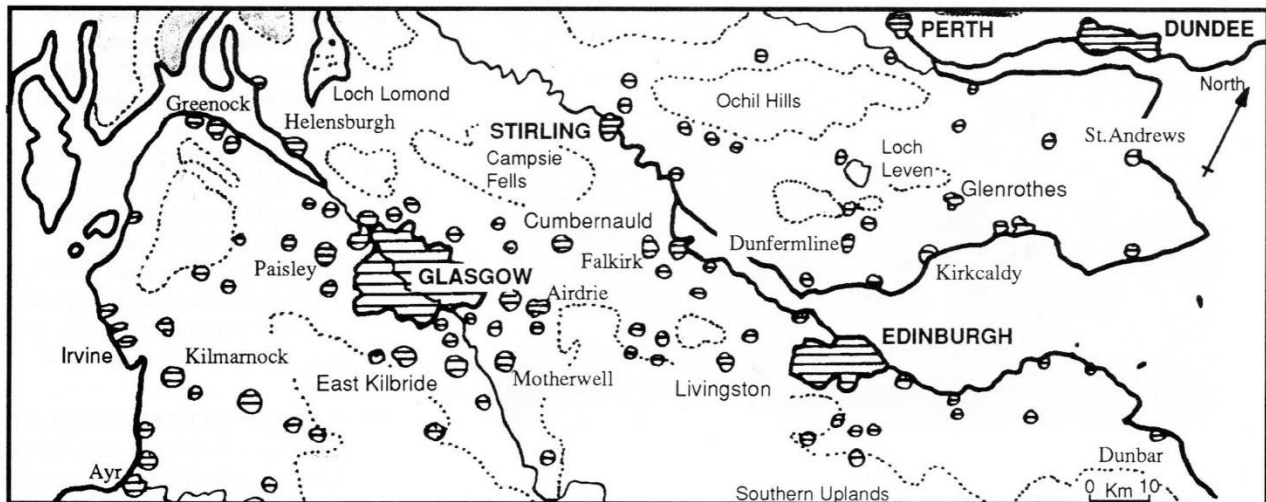 PERTH
DUNDEE
North
Loch Lomond
Greenock
Helensburgh
STIRLING
Ochil Hills
Campsie
Fells
Loch
Leven
St.Andrews
Glenrothes
Cumbernauld
Dunfermline
Paisley
GLASGOW
Falkirk
Kirkcaldy
Airdrie
Irvine
Kilmarnock
East Kilbride
Motherwell
Livingston
EDINBURGH
Ayr
Dunbar
Southern Uplands
0 Km 10